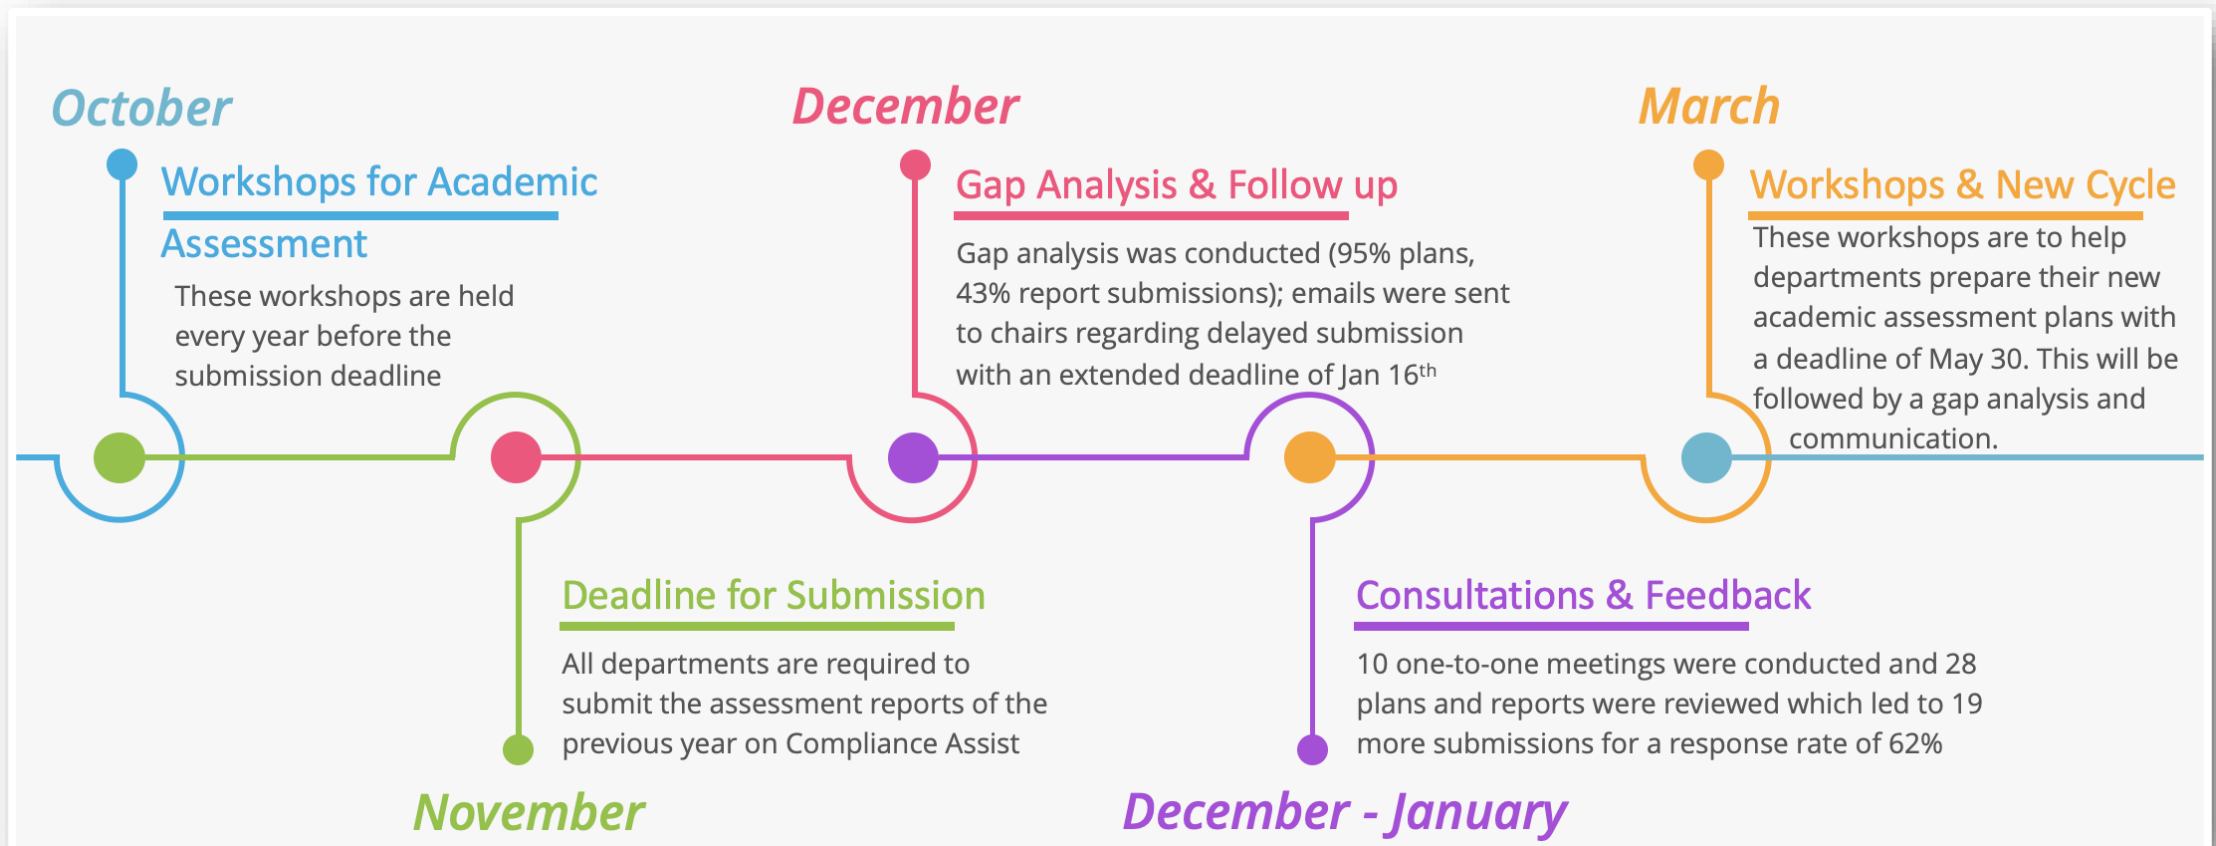 October
Workshops for Academic
Assessment
These workshops are held
every year before the
submission deadline
November
Deadline for Submission
All departments are required to
submit the assessment reports of the
previous year on Compliance Assist
December
Gap Analysis & Follow up
Gap analysis was conducted (95% plans,
43% report submissions); emails were sent
to chairs regarding delayed submission
with an extended deadline of Jan 16th
December - January
Consultations & Feedback
10 one-to-one meetings were conducted and 28
plans and reports were reviewed which led to 19
more submissions for a response rate of 62%
March
Workshops & New Cycle
These workshops are to help
departments prepare their new
academic assessment plans with
a deadline of May 30. This will be
followed by a gap analysis and
communication.